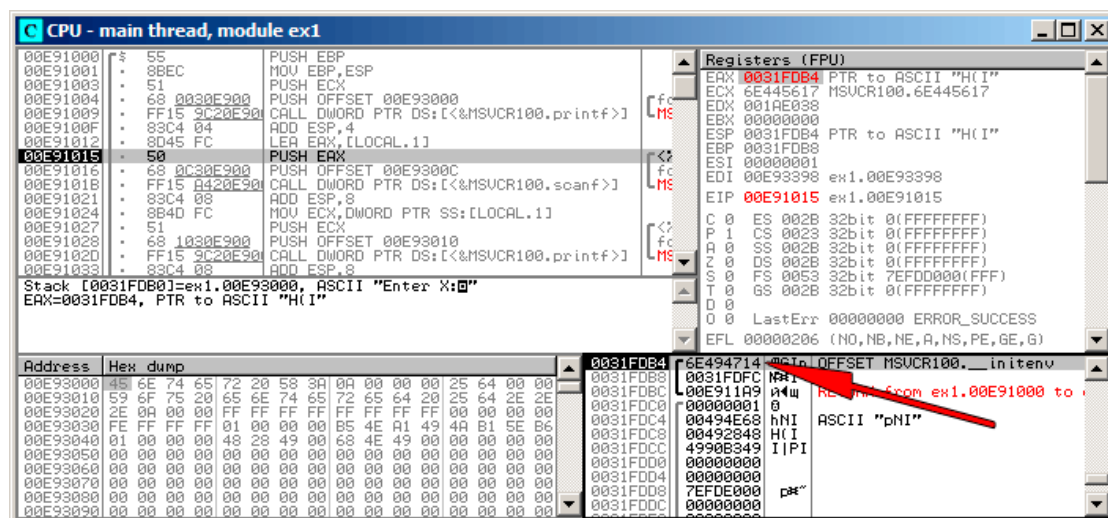 C CPU - main thread, module ex1
00E91000 $ 55 PUSH EBP
00E91001 . 8BEC MOV EBP,ESP
00E91003 . 51 PUSH ECX
00E91004 . 68 0030E900 PUSH OFFSET 00E93000
00E91009 . FF15 9C20E900 CALL DWORD PTR DS:[<&MSVCR100.printf>]
00E9100F . 83C4 04 ADD ESP,4
00E91012 . 8D45 FC LEA EAX,[LOCAL.1]
00E91015 . 50 PUSH EAX
00E91016 . 68 0C30E900 PUSH OFFSET 00E9300C
00E9101B . FF15 A420E900 CALL DWORD PTR DS:[<&MSVCR100.scanf>]
00E91021 . 83C4 08 ADD ESP,8
00E91024 . 8B4D FC MOV ECX,DWORD PTR SS:[LOCAL.1]
00E91027 . 51 PUSH ECX
00E91028 . 68 1030E900 PUSH OFFSET 00E93010
00E9102D . FF15 9C20E900 CALL DWORD PTR DS:[<&MSVCR100.printf>]
00E91033 . 83C4 08 ADD ESP,8
Stack [0031FDB0]=ex1.00E93000, ASCII "Enter X:
EAX=0031FDB4, PTR to ASCII "H(I"
Registers (FPU)
EAX 0031FDB4 PTR to ASCII "H(I"
ECX 6E445617 MSVCR100.6E445617
EDX 001AE038
EBX 00000000
ESP 0031FDB4 PTR to ASCII "H(I"
EBP 0031FDB8
ESI 00000001
EDI 00E93398 ex1.00E93398
EIP 00E91015 ex1.00E91015
C 0 ES 002B 32bit 0(FFFFFFFF)
P 1 CS 0023 32bit 0(FFFFFFFF)
A 0 SS 002B 32bit 0(FFFFFFFF)
Z 0 DS 002B 32bit 0(FFFFFFFF)
S 0 FS 0053 32bit 7EFDD000(FFF)
T 0 GS 002B 32bit 0(FFFFFFFF)
D 0
O 0 LastErr 00000000 ERROR_SUCCESS
EFL 00000206 (NO,NB,NE,A,NS,PE,GE,G)
Address Hex dump
00E93000 45 6E 74 65 72 20 58 3A 0A 00 00 00 25 64 00 00
00E93010 59 6F 75 20 65 6E 74 65 72 65 64 20 25 64 2E 2E
00E93020 2E 0A 00 00 FF FF FF FF FF FF FF FF 00 00 00 00
00E93030 FE FF FF FF 01 00 00 00 B5 4E A1 49 4A B1 5E B6
00E93040 01 00 00 00 48 28 49 00 68 4E 49 00 00 00 00 00
00E93050 00 00 00 00 00 00 00 00 00 00 00 00 00 00 00 00
00E93060 00 00 00 00 00 00 00 00 00 00 00 00 00 00 00 00
00E93070 00 00 00 00 00 00 00 00 00 00 00 00 00 00 00 00
00E93080 00 00 00 00 00 00 00 00 00 00 00 00 00 00 00 00
00E93090 00 00 00 00 00 00 00 00 00 00 00 00 00 00 00 00
0031FDB4 6E494714 OFFSET MSVCR100.__initenv
0031FDB8 0031FDFC
0031FDBC 00E911A9 from ex1.00E91000 to
0031FDC0 00000001
0031FDC4 00494E68 hNI ASCII "pNI"
0031FDC8 00492848 H(I
0031FDCC 4990B349 I|PI
0031FDD0 00000000
0031FDD4 00000000
0031FDD8 7EFDE000
0031FDDC 00000000